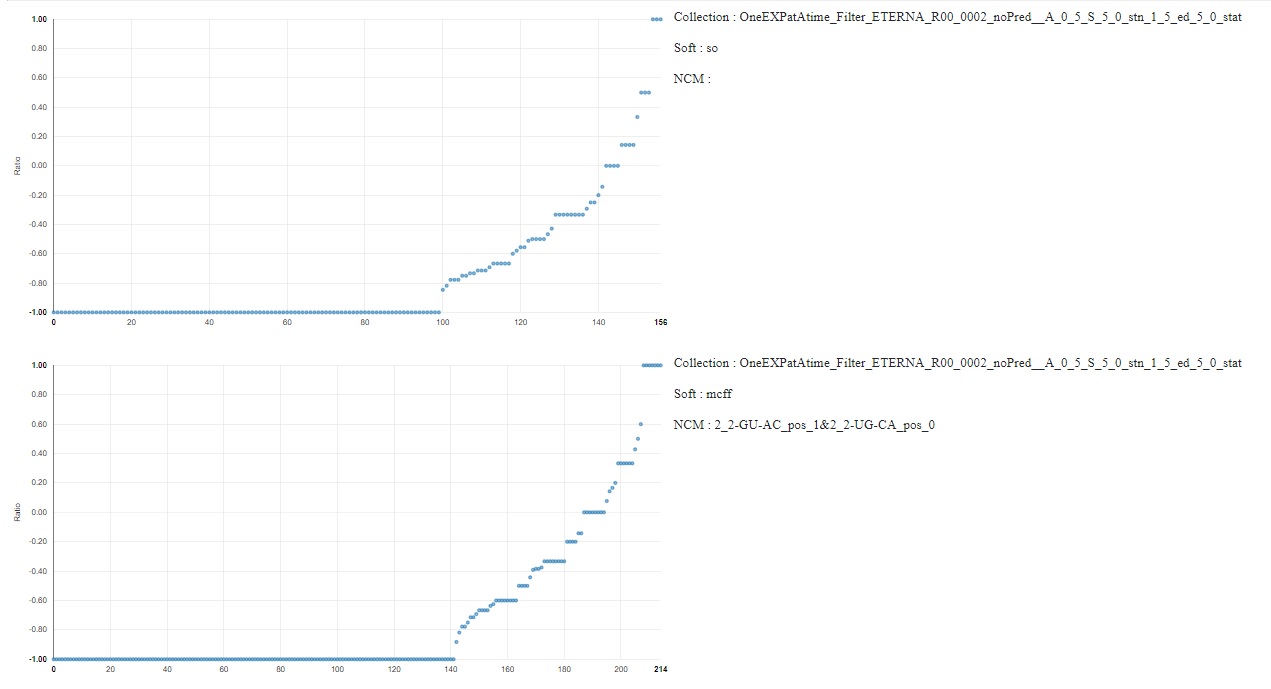 1.00
0.80
0.60
0.40
0.20
0.00
-0.20
-0.40
-0.60
-0.80
-1.00
Ratio
0 20 40 60 80 100 120 140 156
Collection : OneEXPatAtime_Filter_ETERNA_R00_0002_noPred__A_0_5_S_5_0_stn_1_5_ed_5_0_stat
Soft : so
NCM :
1.00
0.80
0.60
0.40
0.20
0.00
-0.20
-0.40
-0.60
-0.80
-1.00
Ratio
0 20 40 60 80 100 120 140 160 180 200 214
Collection : OneEXPatAtime_Filter_ETERNA_R00_0002_noPred__A_0_5_S_5_0_stn_1_5_ed_5_0_stat
Soft : mcff
NCM : 2_2-GU-AC_pos_1&2_2-UG-CA_pos_0